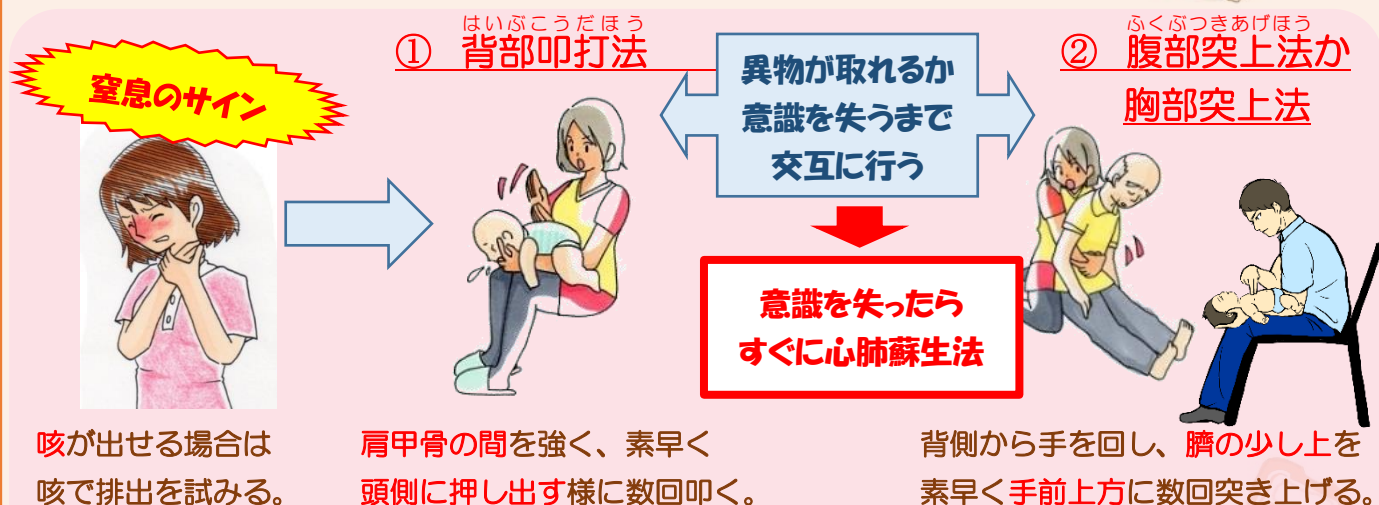 窒息のサイン
はいぶこうだほう
① 背部叩打法
異物が取れるか
意識を失うまで
交互に行う
ふくぶつきあげほう
② 腹部突上法か
胸部突上法
意識を失ったら
すぐに心肺蘇生法
咳が出せる場合は
咳で排出を試みる。
肩甲骨の間を強く、素早く
頭側に押し出す様に数回叩く。
背側から手を回し、臍の少し上を
素早く手前上方に数回突き上げる。